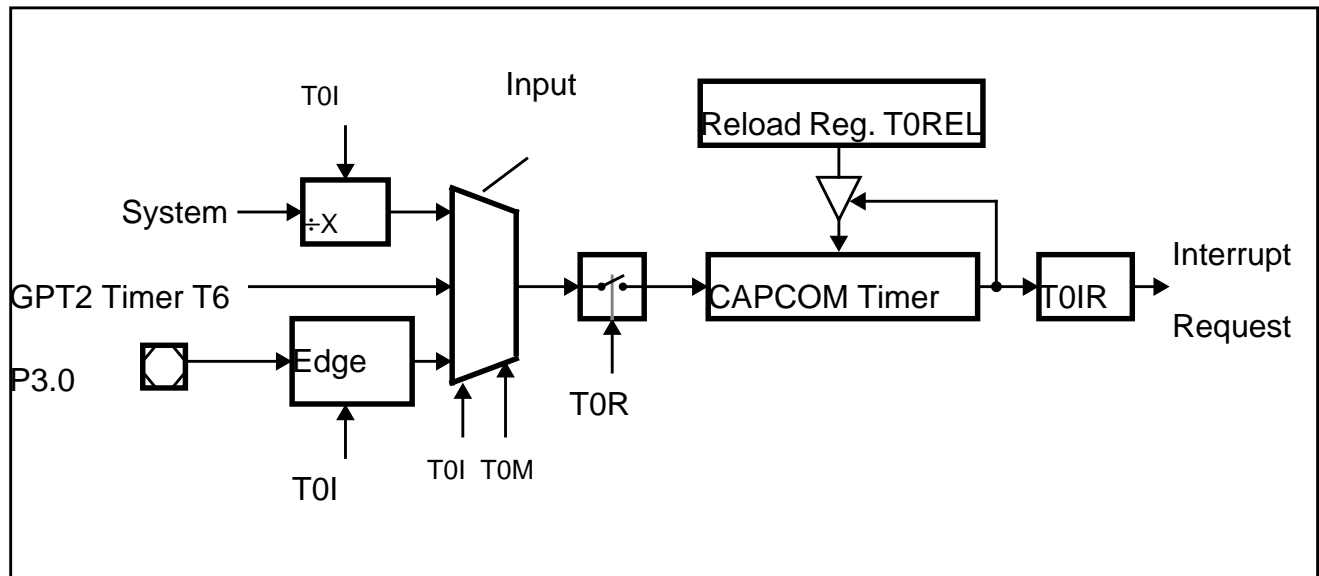 Input
T0I
Reload Reg. T0REL
System
÷X
Interrupt
GPT2 Timer T6
CAPCOM Timer
T0IR
Request
Edge
P3.0
T0R
T0I T0M
T0I